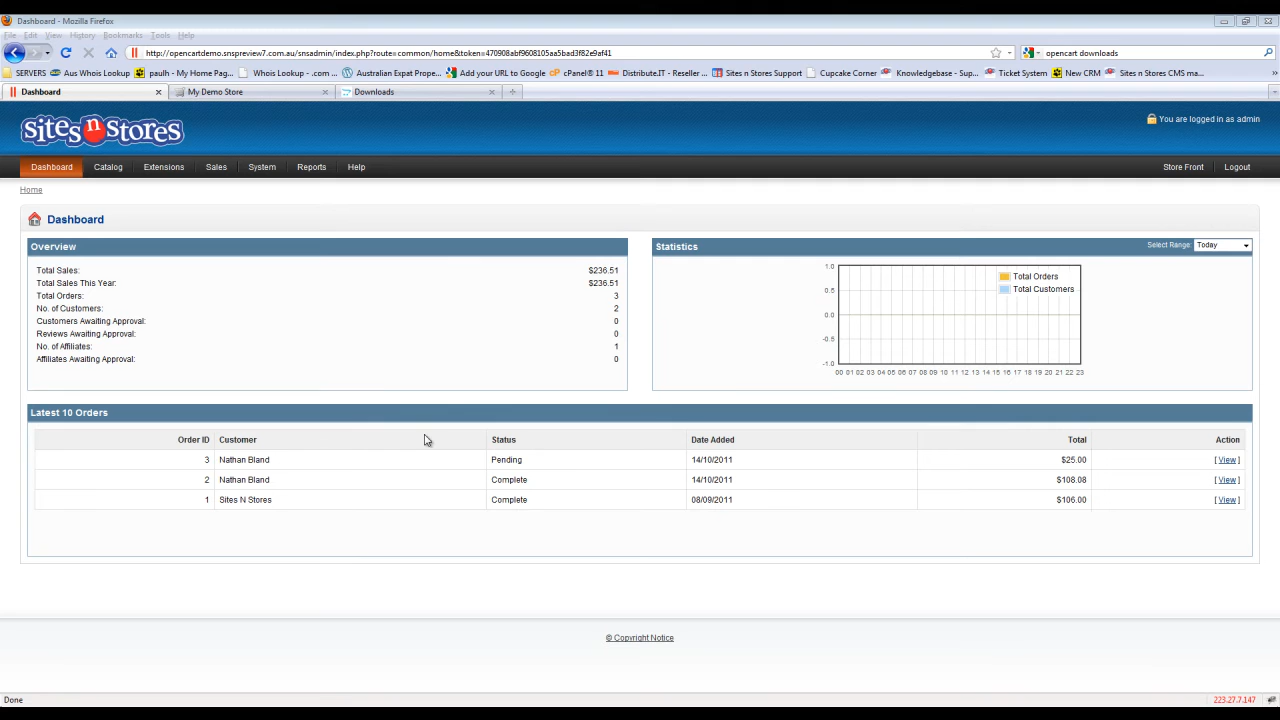 Dashboard - Mozilla Firefox
File Edit View History Bookmarks Tools Help
http://opencartdemo.snspreview7.com.au/snsadmin/index.php?route=common/home&token=470908abf9608105aa5bad3f82e9af41 opencart downloads
SERVERS Aus Whois Lookup paulh - My Home Pag... Whois Lookup - .com ... Australian Expat Prope... Add your URL to Google cPanel® 11 Distribute.IT - Reseller ... Sites n Stores Support Cupcake Corner Knowledgebase - Sup... Ticket System New CRM Sites n Stores CMS ma...
Dashboard My Demo Store Downloads
sites n stores You are logged in as admin
Dashboard Catalog Extensions Sales System Reports Help Store Front Logout
Home
Dashboard
Overview
Total Sales: $236.51
Total Sales This Year: $236.51
Total Orders: 3
No. of Customers: 2
Customers Awaiting Approval: 0
Reviews Awaiting Approval: 0
No. of Affiliates: 1
Affiliates Awaiting Approval: 0
Statistics Select Range: Today
1.0
0.5
0.0
-0.5
-1.0
Total Orders
Total Customers
00 01 02 03 04 05 06 07 08 09 10 11 12 13 14 15 16 17 18 19 20 21 22 23
Latest 10 Orders
Order ID Customer Status Date Added Total Action
3 Nathan Bland Pending 14/10/2011 $25.00 [ View ]
2 Nathan Bland Complete 14/10/2011 $108.08 [ View ]
1 Sites N Stores Complete 08/09/2011 $106.00 [ View ]
© Copyright Notice
Done 223.27.7.147